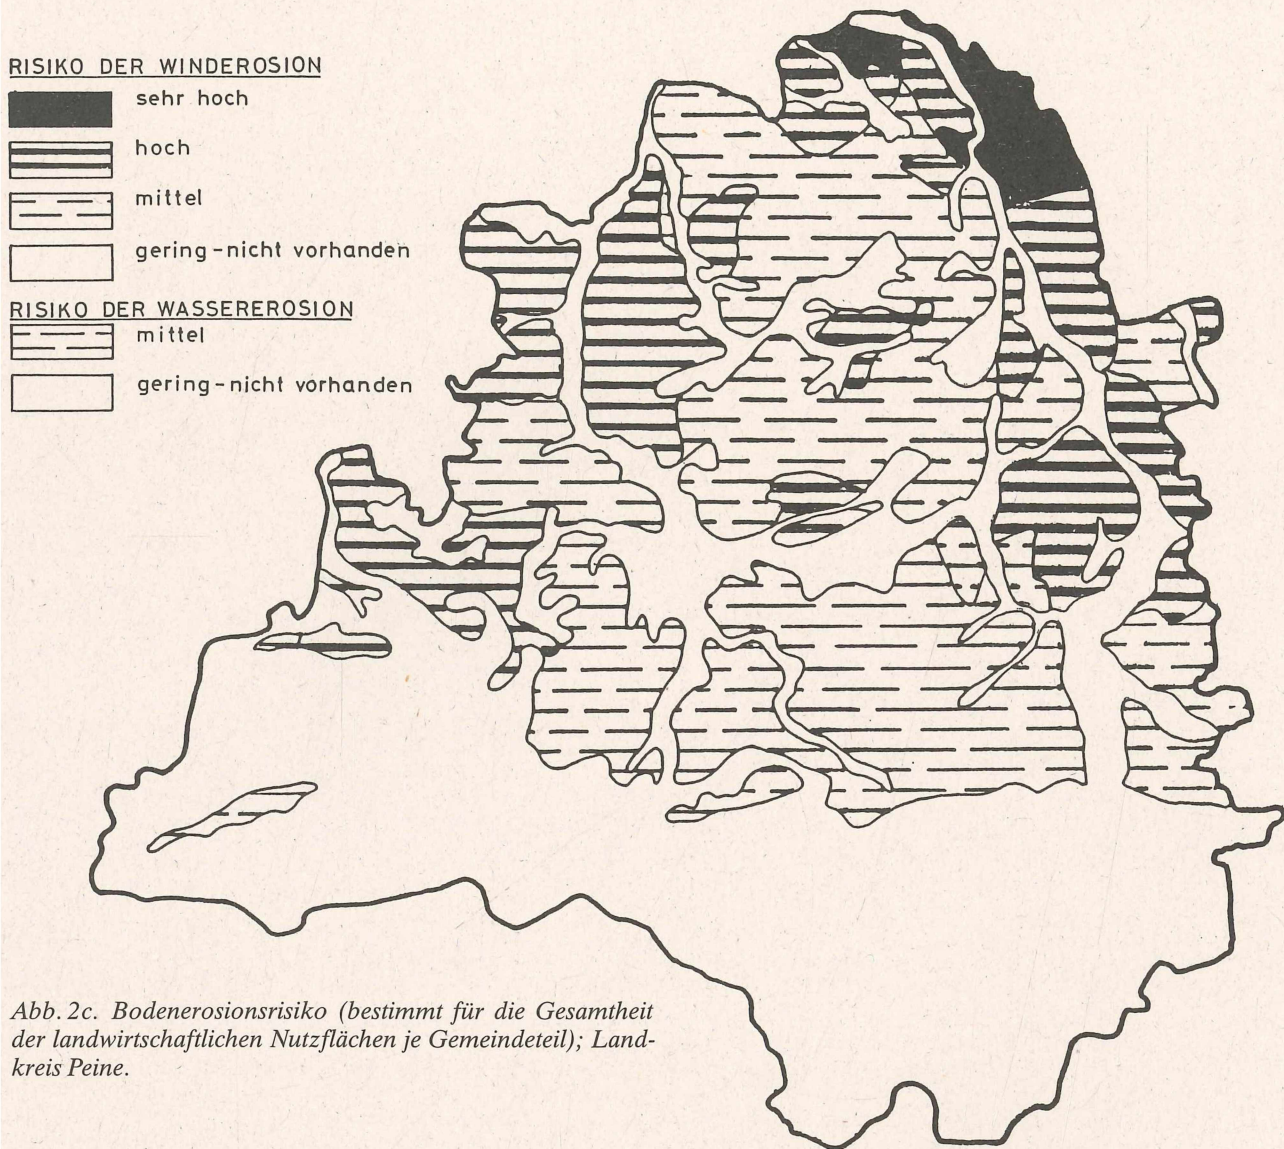 RISIKO DER WINDEROSION
sehr hoch
hoch
mittel
gering-nicht vorhanden
RISIKO DER WASSEREROSION
mittel
gering-nicht vorhanden
Abb. 2c. Bodenerosionsrisiko (bestimmt für die Gesamtheit
der landwirtschaftlichen Nutzflächen je Gemeindeteil); Land-
kreis Peine.